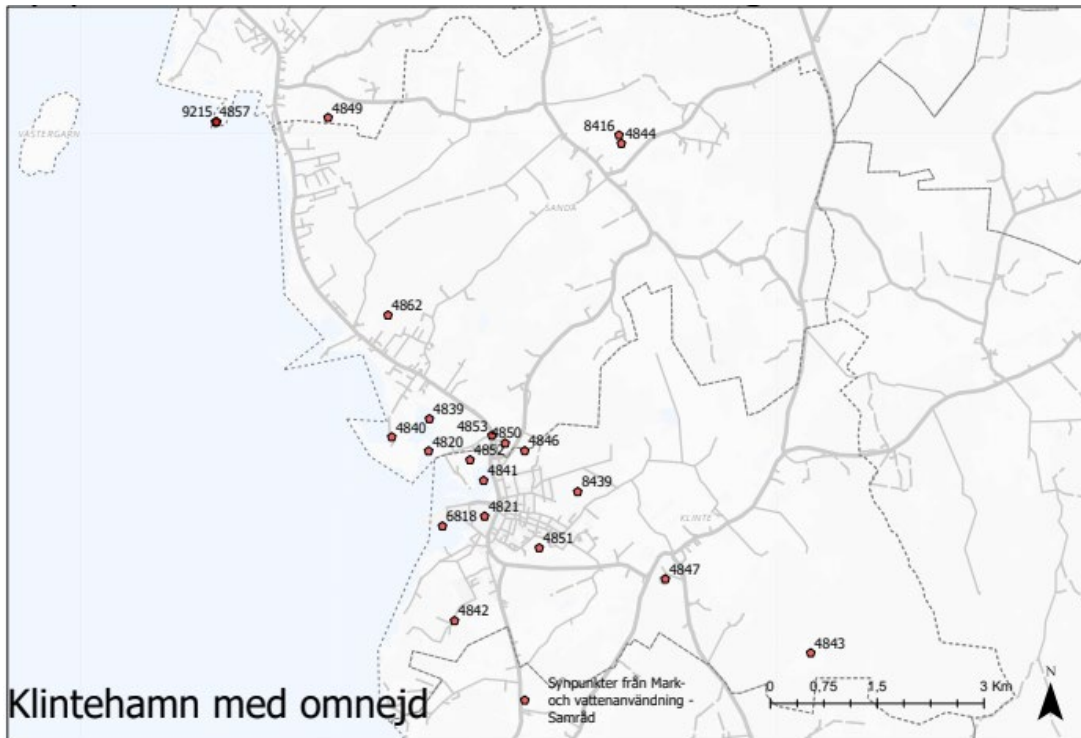 9215 4857
4849
8416
4844
VÄSTERGARN
SANDA
4862
4839
4840
4853
4850
4846
4820
4852
4841
8439
4821
6818
KLINTE
4851
4847
4842
4843
Klintehamn med omnejd
Synpunkter från Mark-
och vattenanvändning -
Samråd
0 0,75 1,5 3 Km
N